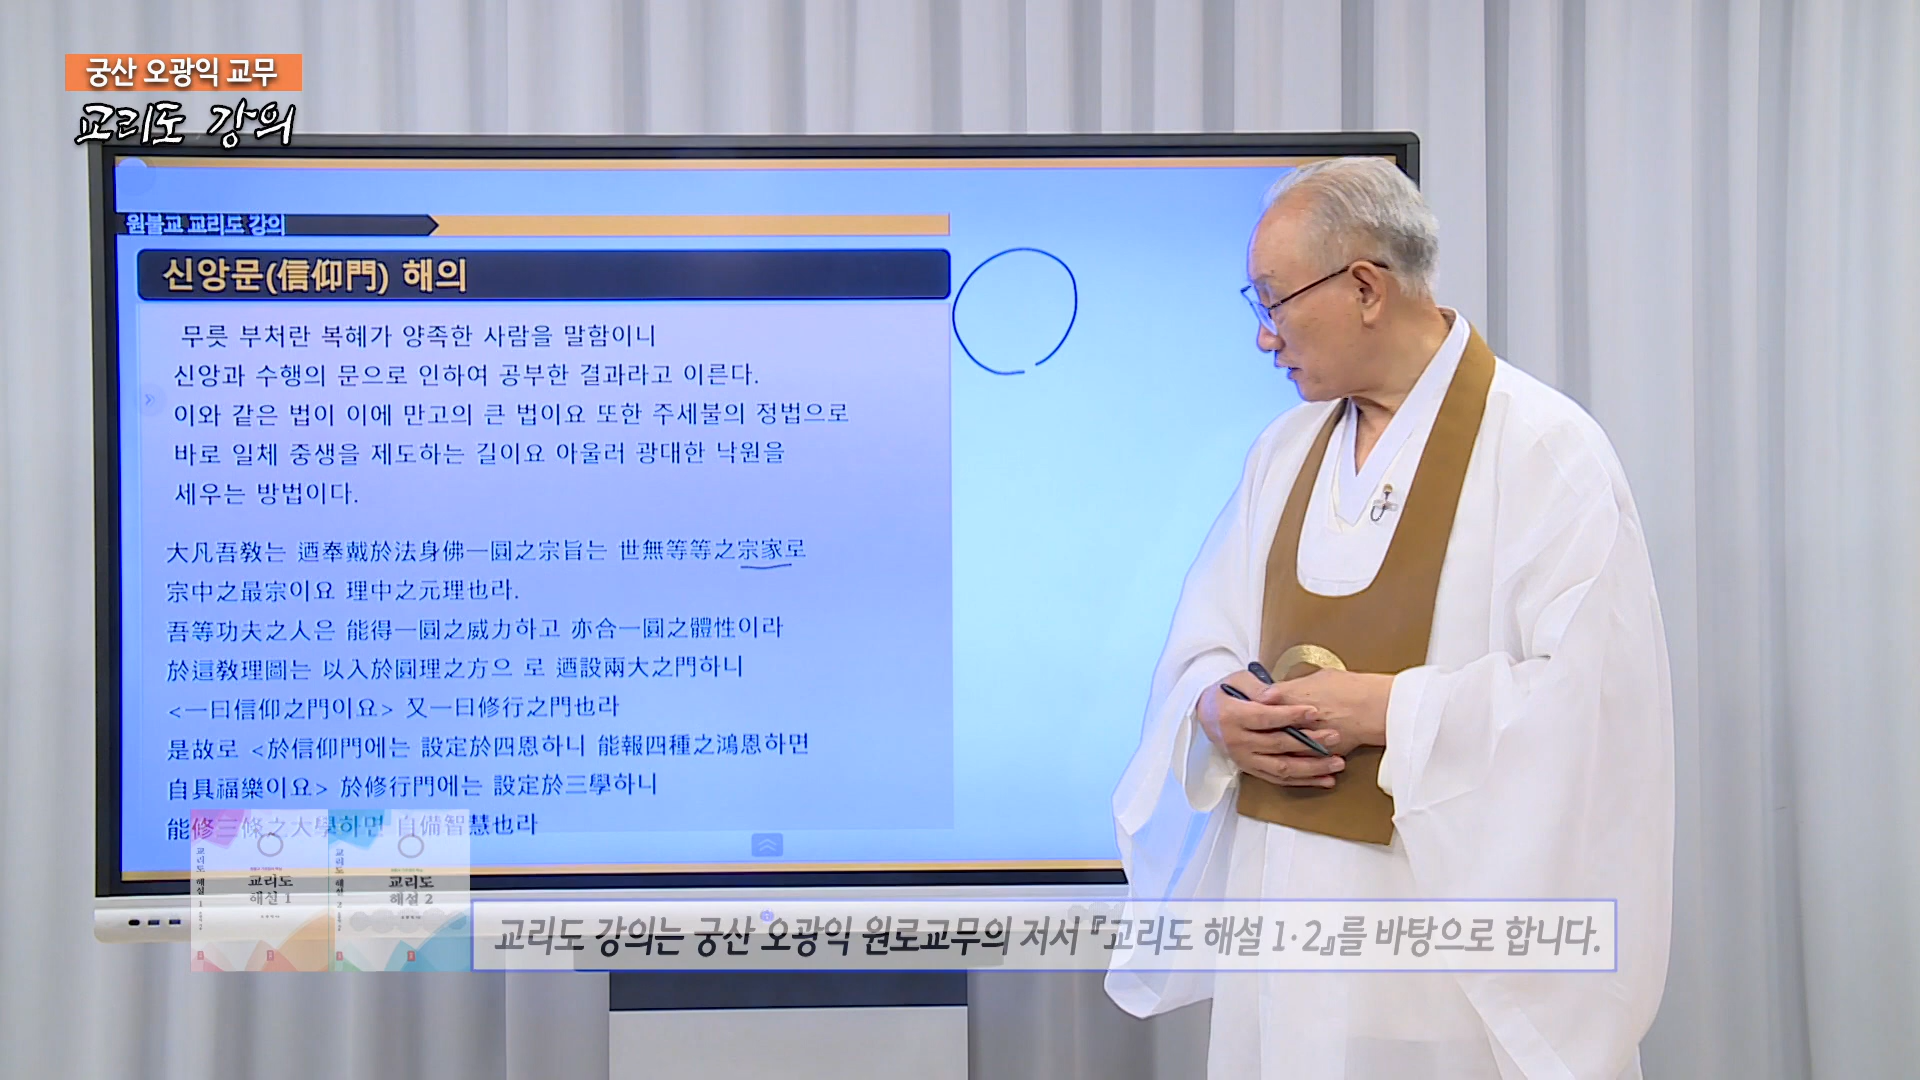 궁산 오광익 교무
교리도 강의
원불교 교리도 강의
신앙문(信仰門) 해의
무릇 부처란 복혜가 양족한 사람을 말함이니
신앙과 수행의 문으로 인하여 공부한 결과라고 이른다.
이와 같은 법이 이에 만고의 큰 법이요 또한 주세불의 정법으로
바로 일체 중생을 제도하는 길이요 아울러 광대한 낙원을
세우는 방법이다.
大凡吾敎는 迺奉戴於法身佛一圓之宗旨는 世無等等之宗家로
宗中之最宗이요 理中之元理也라.
吾等功夫之人은 能得一圓之威力하고 亦合一圓之體性이라
於這敎理圖는 以入於圓理之方으 로 迺設兩大之門하니
<一曰信仰之門이요> 又一曰修行之門也라
是故로 <於信仰門에는 設定於四恩하니 能報四種之鴻恩하면
自具福樂이요> 於修行門에는 設定於三學하니
能修三條之大學하면 自備智慧也라
교리도 해설 1
교리도 해설 1
교리도 해설 2
교리도 해설 2
교리도 강의는 궁산 오광익 원로교무의 저서 『교리도 해설 1·2』를 바탕으로 합니다.